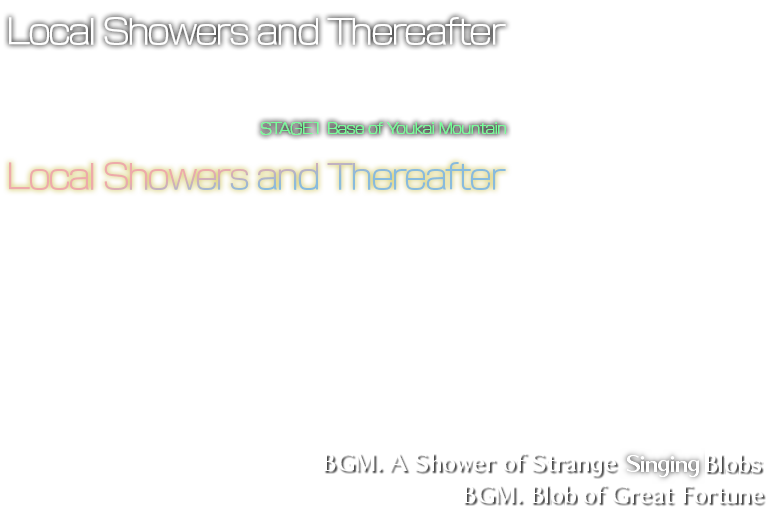 Local Showers and Thereafter
STAGE1 Base of Youkai Mountain
Local Showers and Thereafter
BGM. A Shower of Strange Singing Blobs
BGM. Blob of Great Fortune